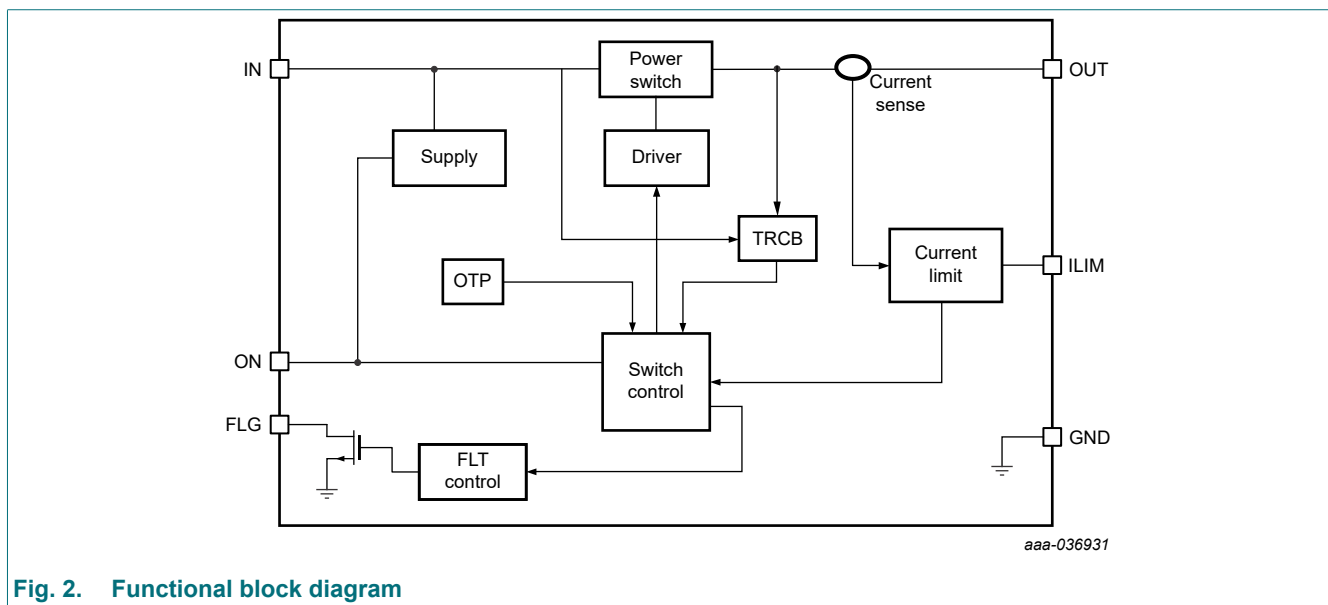 IN
Power
switch
OUT
Current
sense
Supply
Driver
TRCB
Current
limit
ILIM
OTP
ON
Switch
control
FLG
GND
FLT
control
aaa-036931
Fig. 2. Functional block diagram